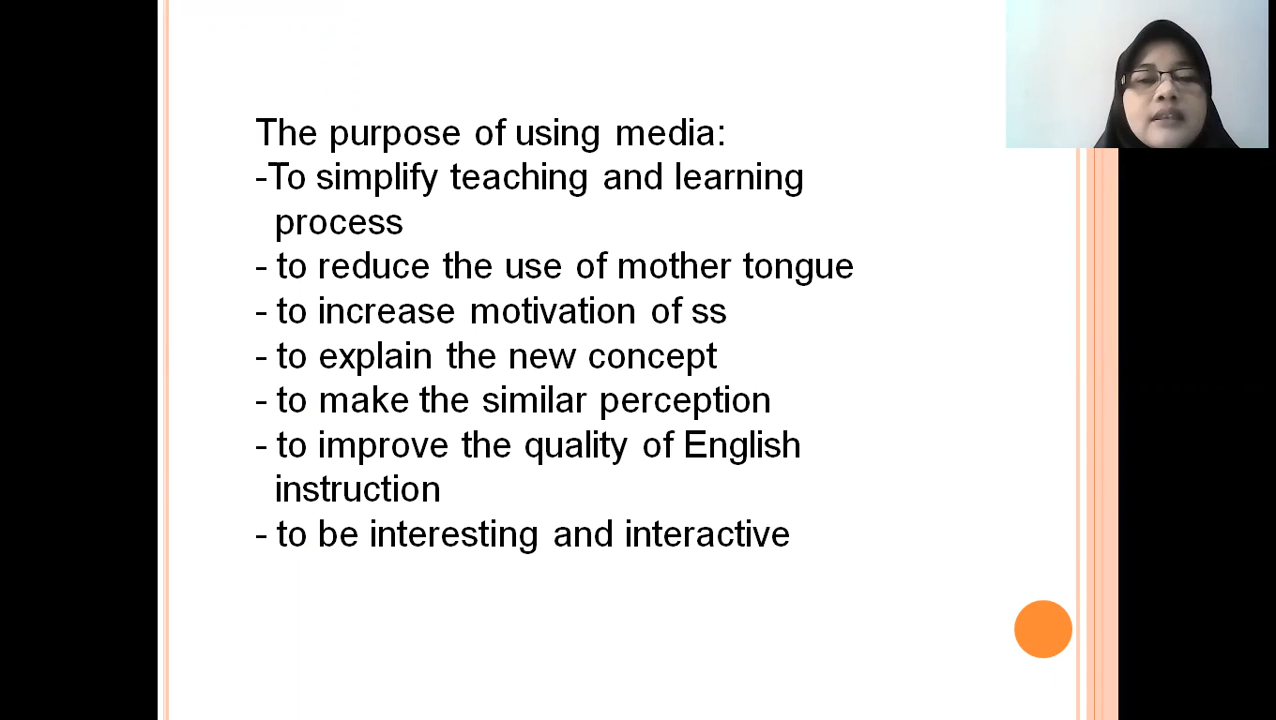 The purpose of using media:
-To simplify teaching and learning
process
- to reduce the use of mother tongue
- to increase motivation of ss
- to explain the new concept
- to make the similar perception
- to improve the quality of English
instruction
- to be interesting and interactive